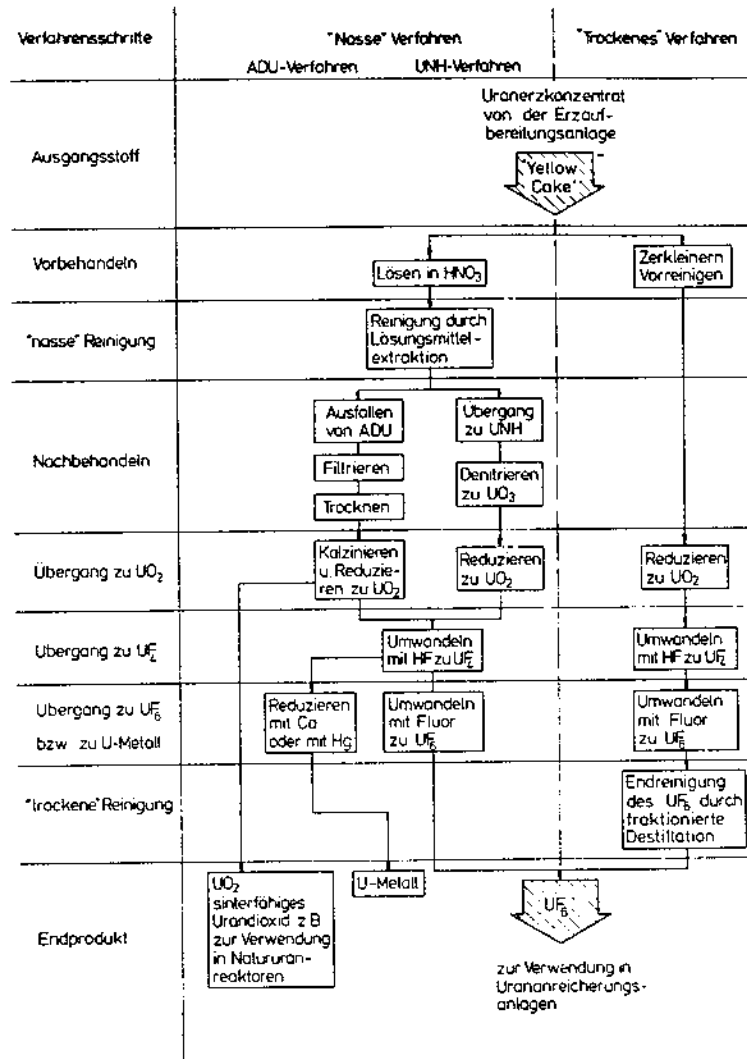 Verfahrensschritte
"Nasse" Verfahren
"Trockenes" Verfahren
ADU-Verfahren
UNH-Verfahren
Ausgangsstoff
Uranerzkonzentrat
von der Erzauf-
bereilungsanlage
"Yellow
Cake"
Vorbehandeln
Lösen in HNO3
Zerkleinern
Vorreinigen
"nasse" Reinigung
Reinigung durch
Lösungsmittel-
extraktion
Nachbehandeln
Ausfallen
von ADU
Übergang
zu UNH
Filtrieren
Denitrieren
zu UO3
Trocknen
Übergang zu UO2
Kalzinieren
u. Reduzie-
ren zu UO2
Reduzieren
zu UO2
Reduzieren
zu UO2
Übergang zu UF4
Umwandeln
mit HF zu UF4
Umwandeln
mit HF zu UF4
Übergang zu UF6
bzw zu U-Metall
Reduzieren
mit Ca
oder mit Hg
Umwandeln
mit Fluor
zu UF6
Umwandeln
mit Fluor
zu UF6
"trockene" Reinigung
Endreinigung
des UF6 durch
fraktionierte
Destillation
Endprodukt
UO2
sinterfähiges
Urandioxid z B
zur Verwendung
in Natururan-
reaktoren
U-Metall
UF6
zur Verwendung in
Urananreicherungs-
anlagen